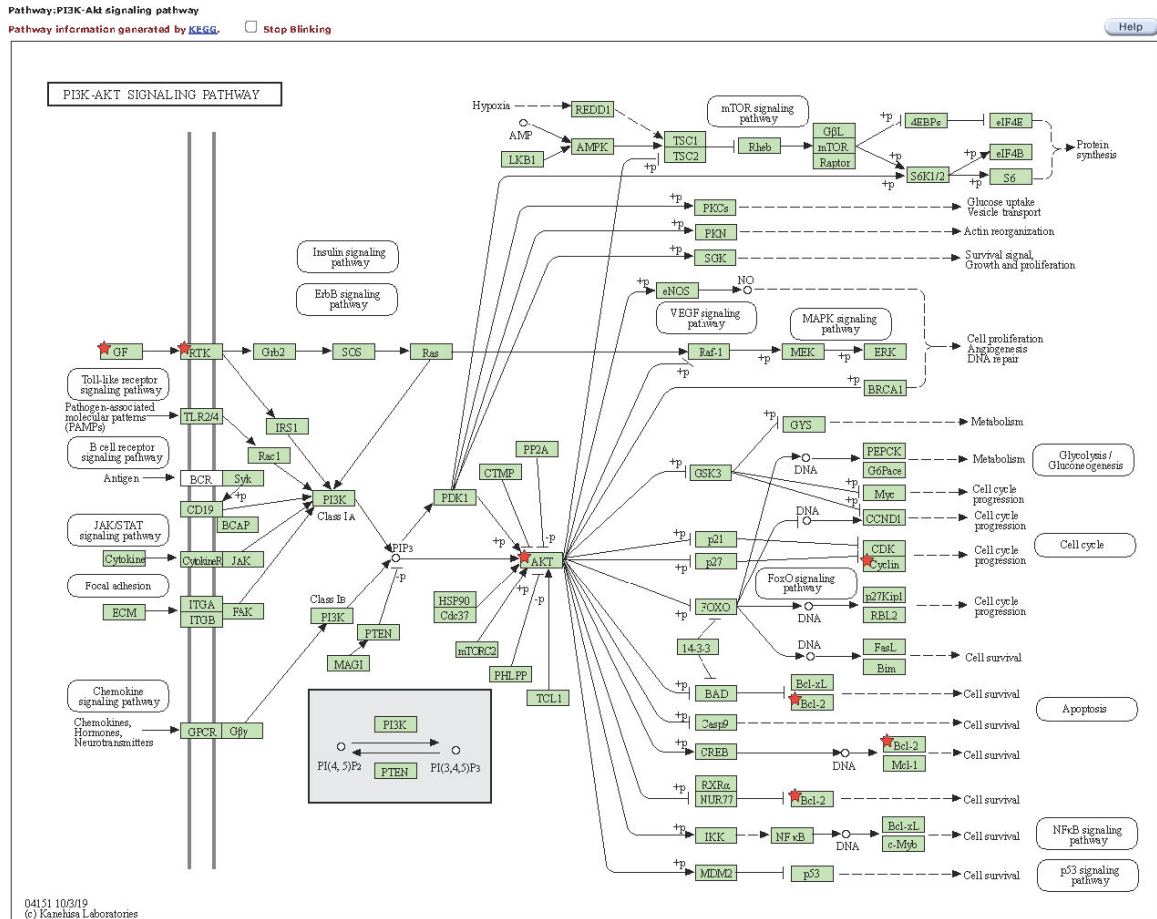 Pathway:PI3K-Akt signaling pathway
Pathway information generated by KEGG.
Stop Blinking
Help
PI3K-AKT SIGNALING PATHWAY
Hypoxia
REDD1
mTOR signaling
pathway
AMP
LKB1
AMPK
TSC1
TSC2
+p
Rheb
GβL
mTOR
Raptor
+p
4EBPs
eIF4E
+p
+p
S6K1/2
+p
eIF4B
+p
S6
Protein
synthesis
+p
PKCs
Glucose uptake
Vesicle transport
+p
PKN
Actin reorganization
+p
SGK
Survival signal,
Growth and proliferation
Insulin signaling
pathway
ErbB signaling
pathway
+p
eNOS
NO
VEGF signaling
pathway
MAPK signaling
pathway
GF
RTK
Grb2
SOS
Ras
Raf-1
+p
+p
MEK
+p
ERK
+p
BRCA1
Cell proliferation
Angiogenesis
DNA repair
Toll-like receptor
signaling pathway
Pathogen-associated
molecular patterns
(PAMPs)
TLR2/4
IRS1
Rac1
B cell receptor
signaling pathway
Antigen
BCR
Syk
+p
CD19
BCAP
PI3K
Class IA
PDK1
CTMP
PP2A
+p
GYS
Metabolism
+p
GSK3
DNA
PEPCK
G6Pace
Metabolism
Glycolysis /
Gluconeogenesis
+p
Myc
Cell cycle
progression
+p
DNA
CCND1
Cell cycle
progression
JAK/STAT
signaling pathway
Cytokine
CytokineR
JAK
PIP3
-p
+p
-p
AKT
+p
-p
+p
p21
+p
p27
CDK
Cyclin
Cell cycle
progression
Cell cycle
Focal adhesion
ECM
ITGA
ITGB
FAK
Class IB
PI3K
PTEN
MAGI
HSP90
Cdc37
mTORC2
PHLPP
TCL1
FoxO signaling
pathway
+p
FOXO
DNA
p27Kip1
RBL2
Cell cycle
progression
14-3-3
DNA
FasL
Bim
Cell survival
Chemokine
signaling pathway
Chemokines,
Hormones,
Neurotransmitters
GPCR
Gβγ
PI3K
PI(4, 5)P2
PI(3,4,5)P3
PTEN
+p
BAD
Bcl-xL
Bcl-2
Cell survival
Apoptosis
+p
Casp9
Cell survival
+p
CREB
DNA
Bcl-2
Mcl-1
Cell survival
+p
RXRα
NUR77
Bcl-2
Cell survival
+p
IKK
NFκB
DNA
Bcl-xL
c-Myb
Cell survival
NFκB signaling
pathway
+p
MDM2
p53
Cell survival
p53 signaling
pathway
04151 10/3/19
(c) Kanehisa Laboratories